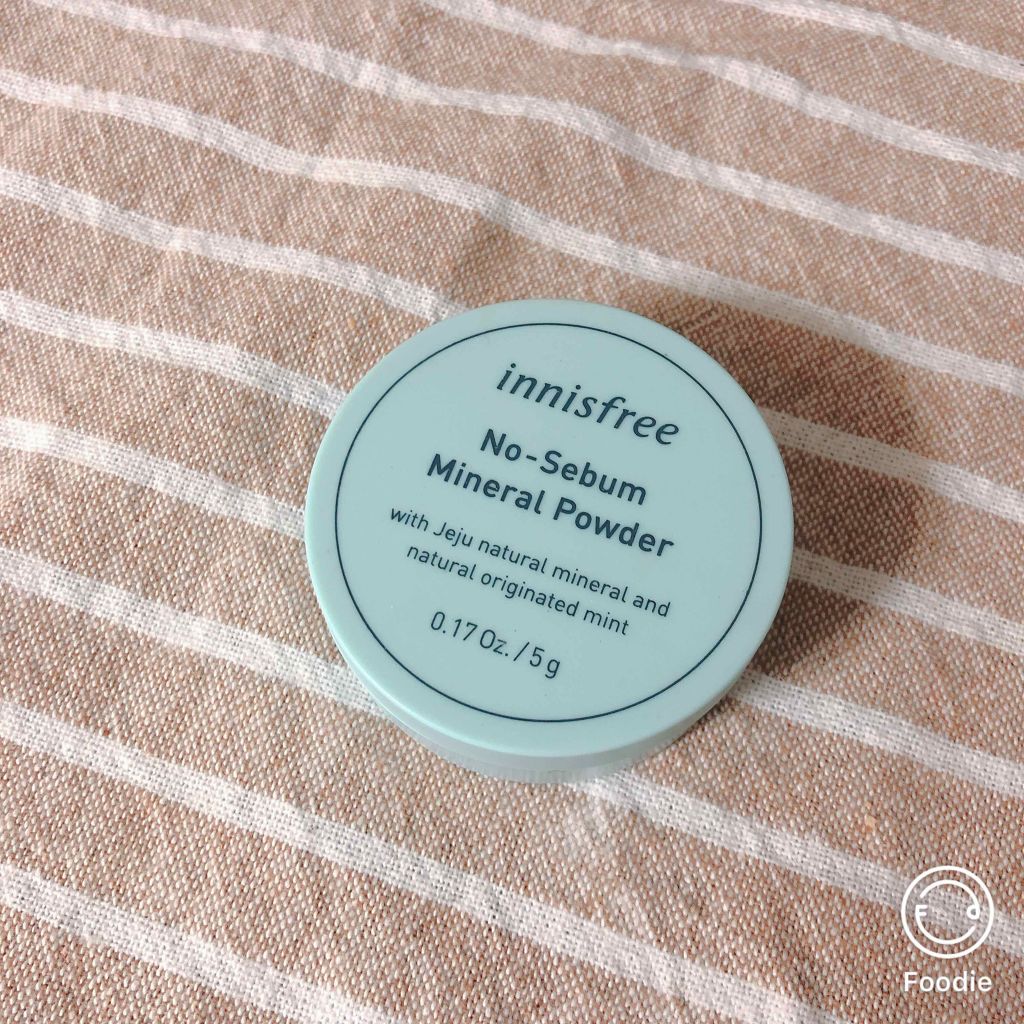 innisfree
No-Sebum
Mineral Powder
with Jeju natural mineral and
natural originated mint
0.17 Oz. / 5 g
Foodie